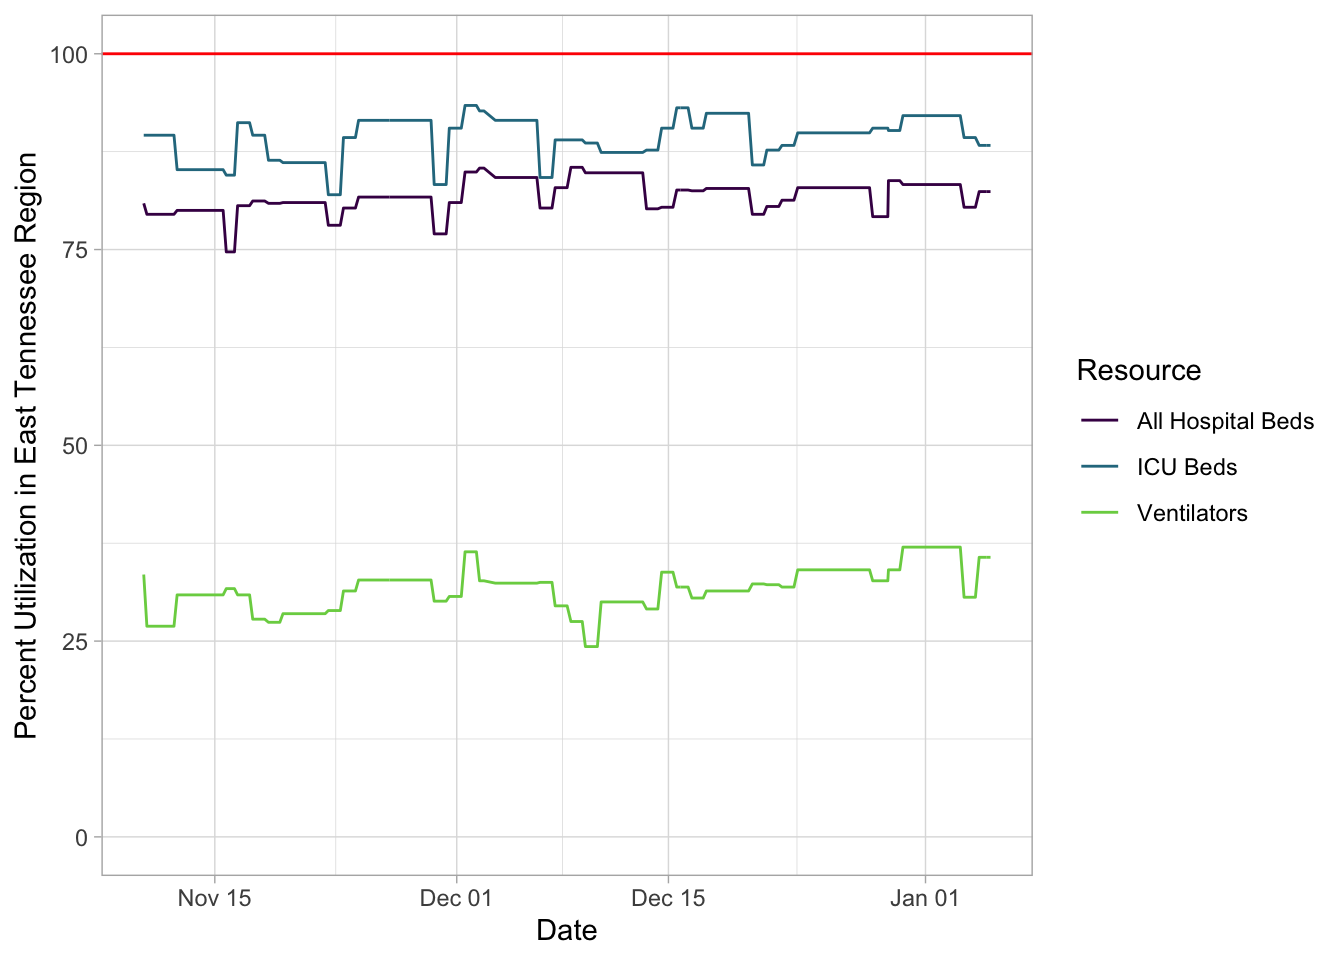 Percent Utilization in East Tennessee Region
100
75
50
25
0
Nov 15
Dec 01
Dec 15
Jan 01
Date
Resource
All Hospital Beds
ICU Beds
Ventilators